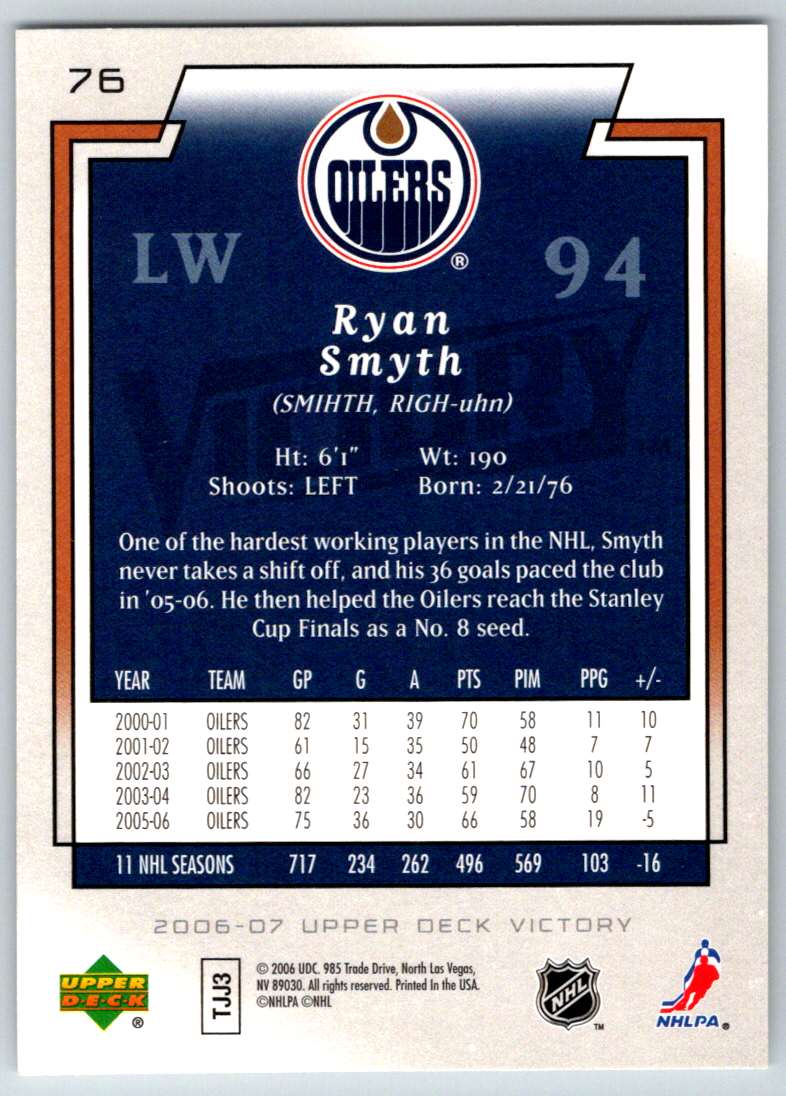 76
OILERS
®
LW 94
Ryan
Smyth
(SMIHTH, RIGH-uhn)
VICTORY
TM
Ht: 6'1" Wt: 190
Shoots: LEFT Born: 2/21/76
One of the hardest working players in the NHL, Smyth
never takes a shift off, and his 36 goals paced the club
in '05-06. He then helped the Oilers reach the Stanley
Cup Finals as a No. 8 seed.
YEAR TEAM GP G A PTS PIM PPG +/-
2000-01 OILERS 82 31 39 70 58 11 10
2001-02 OILERS 61 15 35 50 48 7 7
2002-03 OILERS 66 27 34 61 67 10 5
2003-04 OILERS 82 23 36 59 70 8 11
2005-06 OILERS 75 36 30 66 58 19 -5
11 NHL SEASONS 717 234 262 496 569 103 -16
2006-07 UPPER DECK VICTORY
UPPER
DECK
®
TJJ3
© 2006 UDC. 985 Trade Drive, North Las Vegas,
NV 89030. All rights reserved. Printed in the USA.
©NHLPA ©NHL
NHL
TM
NHLPA®